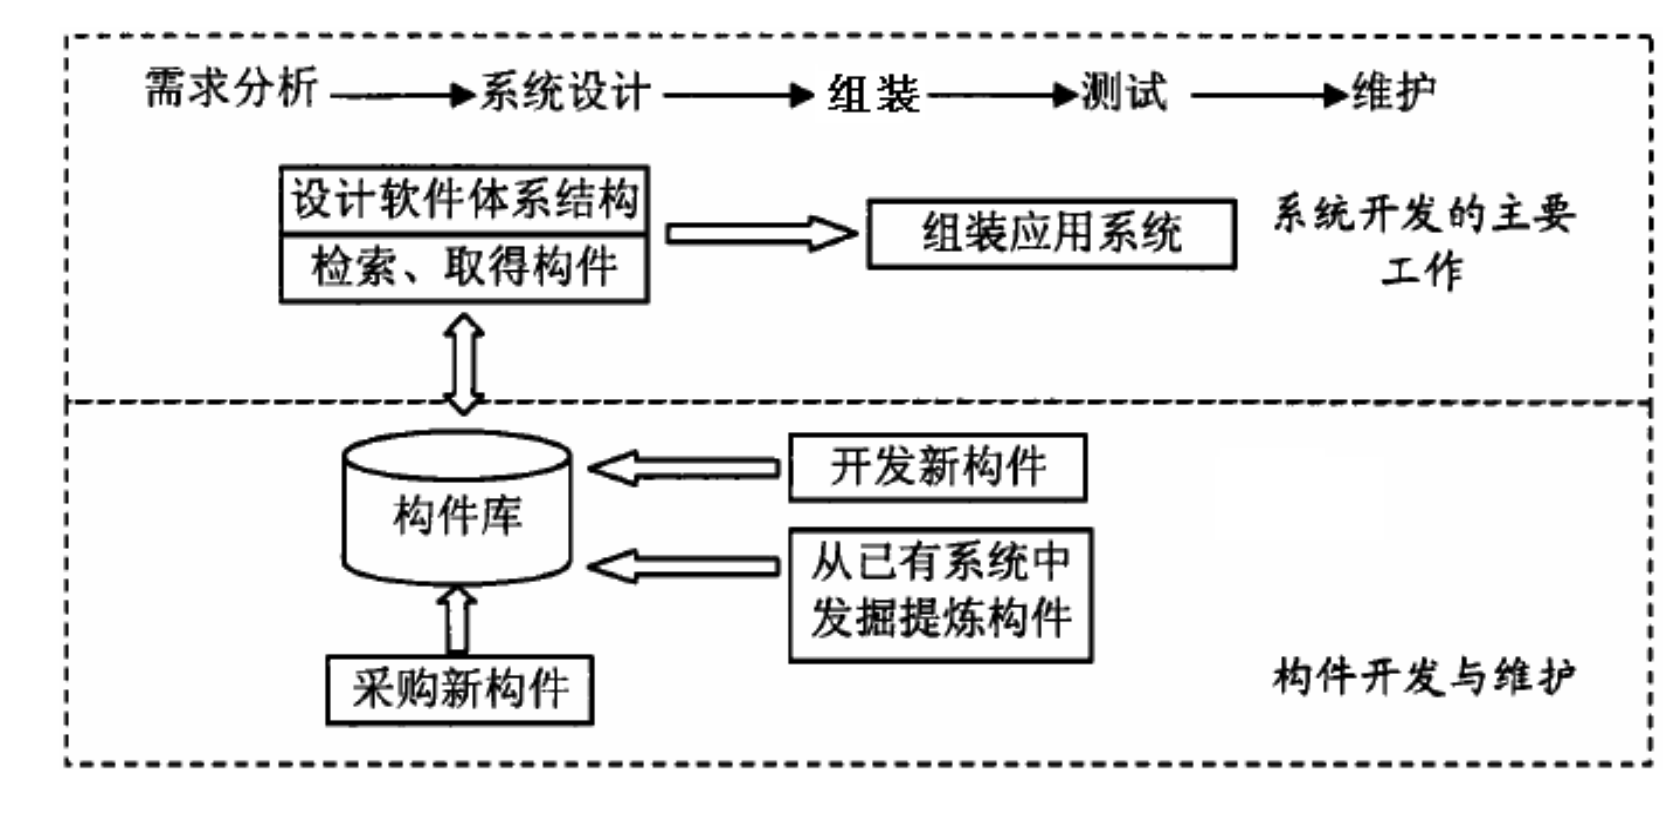 需求分析 系统设计 组装 测试 维护
设计软件体系结构
检索、取得构件
组装应用系统
系统开发的主要
工作
构件库
开发新构件
从已有系统中
发掘提炼构件
采购新构件
构件开发与维护